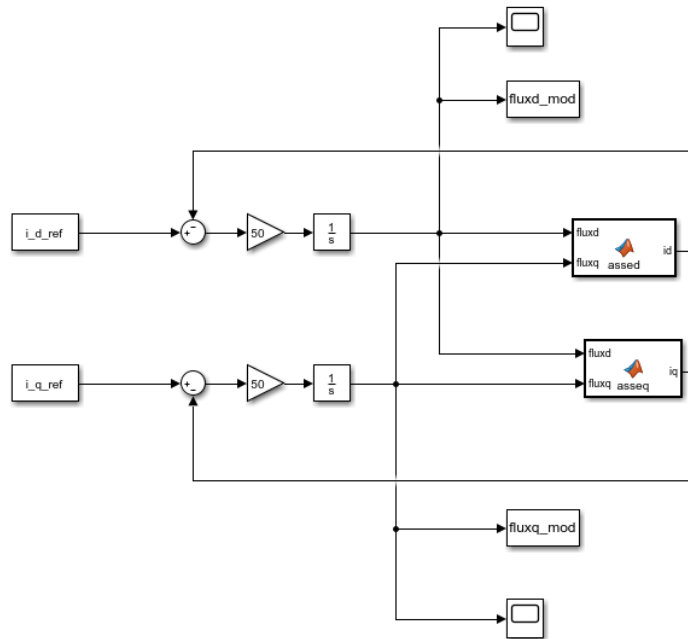 fluxd_mod
i_d_ref
+
−
50
1
s
fluxd
fluxq
id
assed
i_q_ref
+
−
50
1
s
fluxd
fluxq
iq
asseq
fluxq_mod